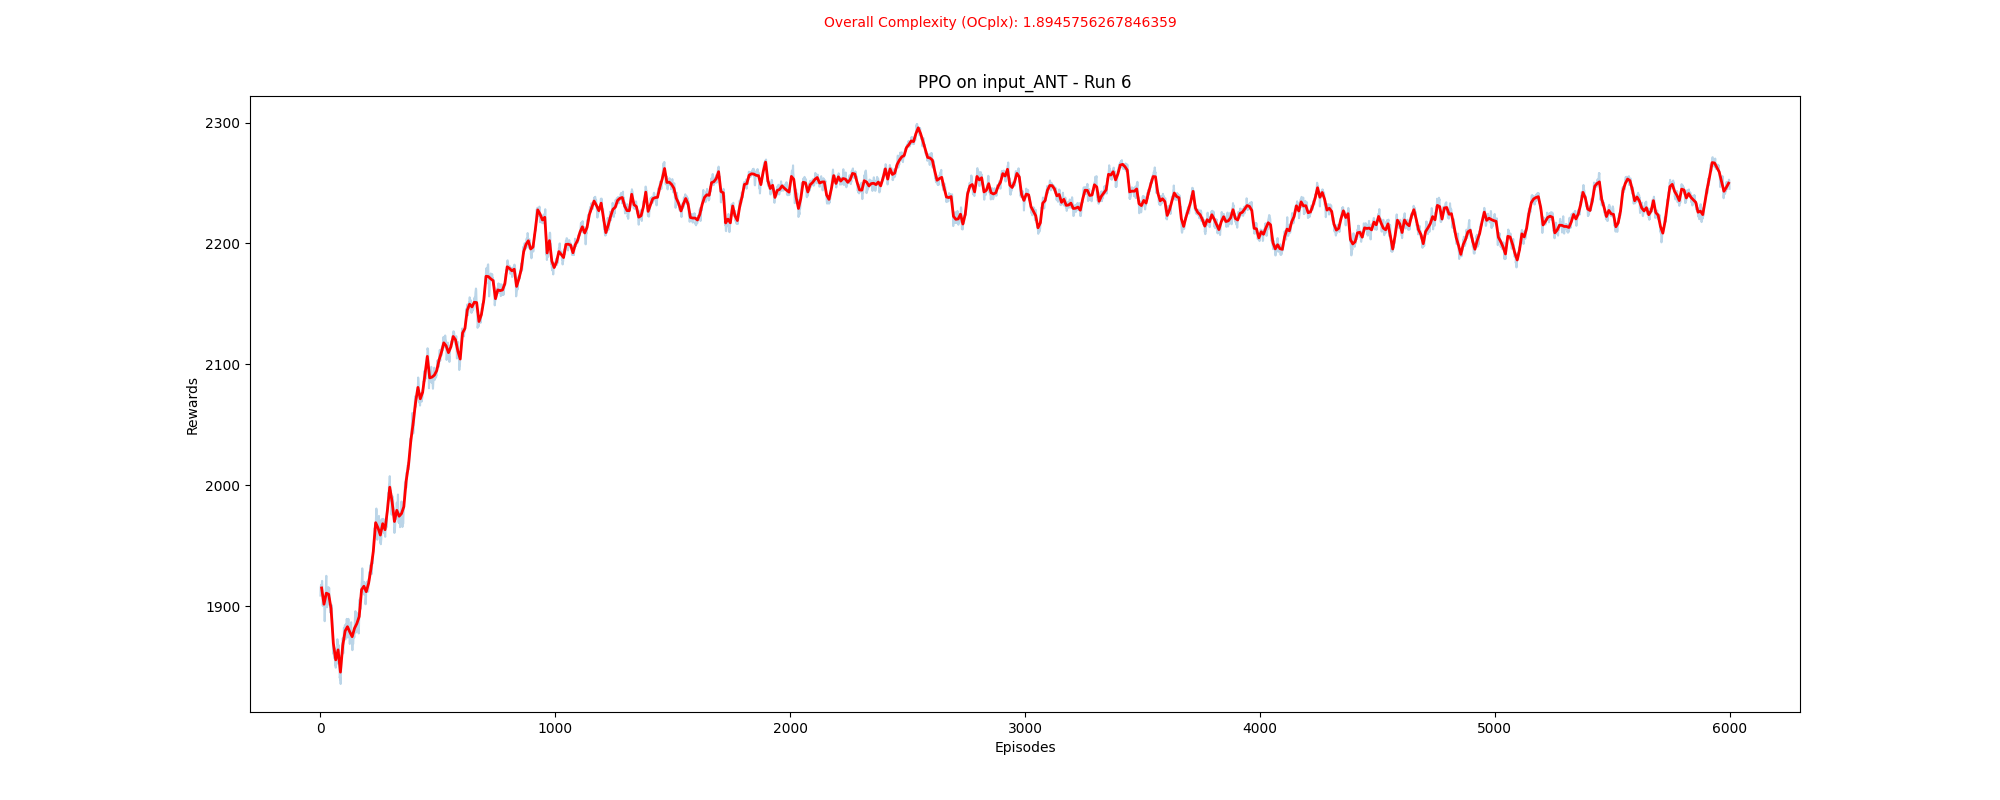 Overall Complexity (OCplx): 1.8945756267846359
PPO on input_ANT - Run 6
2300
2200
2100
2000
1900
Rewards
0 1000 2000 3000 4000 5000 6000
Episodes